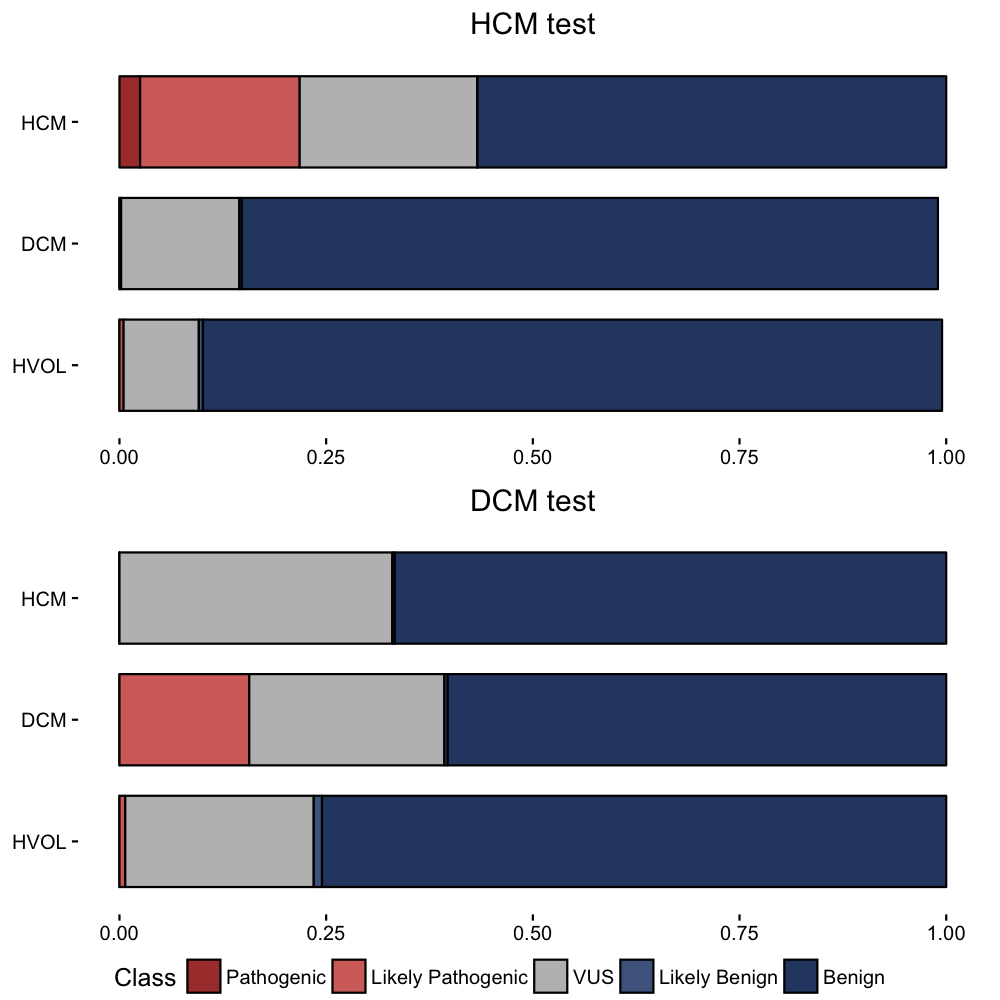 HCM test
HCM
DCM
HVOL
0.00 0.25 0.50 0.75 1.00
DCM test
HCM
DCM
HVOL
0.00 0.25 0.50 0.75 1.00
Class Pathogenic Likely Pathogenic VUS Likely Benign Benign